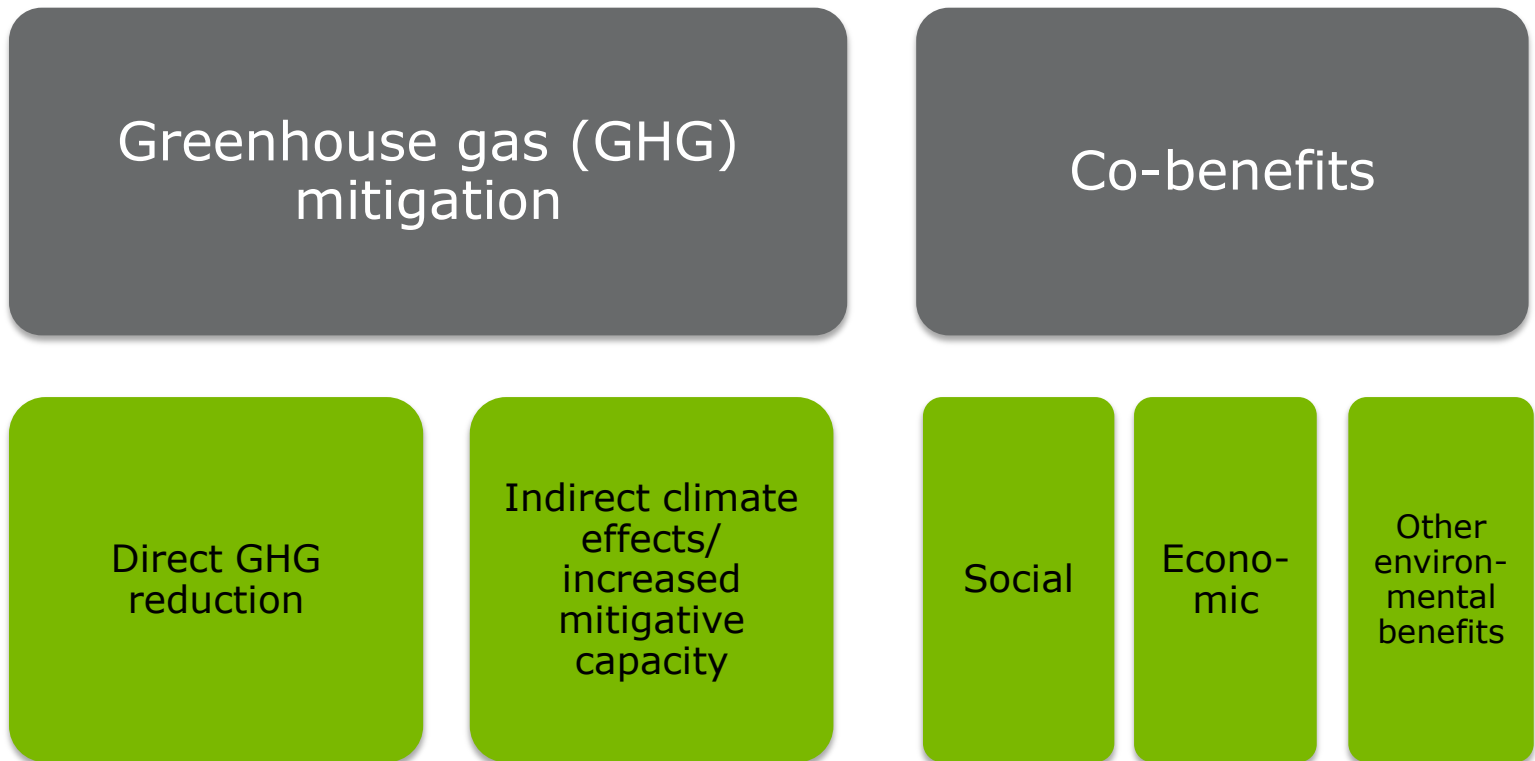 Greenhouse gas (GHG)
mitigation
Co-benefits
Direct GHG
reduction
Indirect climate
effects/
increased
mitigative
capacity
Social
Econo-
mic
Other
environ-
mental
benefits